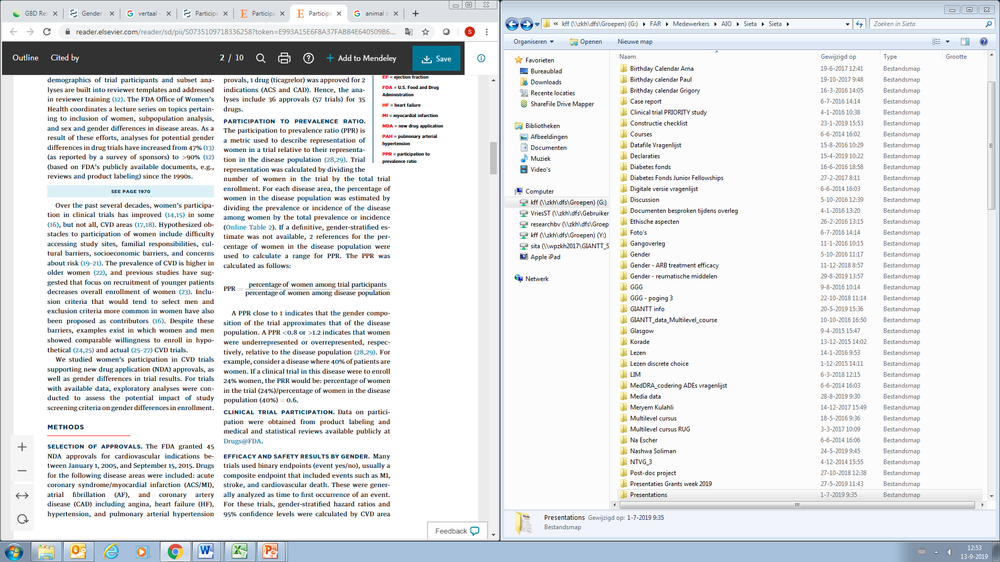 GBD Res
Gender
vertaal -
Participa
Participa
Participa
animal s
reader.elsevier.com/reader/sd/pii/S0735109718336258?token=E993A15E6F8A37FAB84E640509B6...
S
Outline
Cited by
2 / 10
Add to Mendeley
Save
demographics of trial participants and subset ana-
lyses are built into reviewer templates and addressed
in reviewer training (12). The FDA Office of Women's
Health coordinates a lecture series on topics pertain-
ing to inclusion of women, subpopulation analysis,
and sex and gender differences in disease areas. As a
result of these efforts, analyses for potential gender
differences in drug trials have increased from 47% (13)
(as reported by a survey of sponsors) to >90% (12)
(based on FDA's publicly available documents, e.g.,
reviews and product labeling) since the 1990s.
SEE PAGE 1970
Over the past several decades, women's participa-
tion in clinical trials has improved (14,15) in some
(16), but not all, CVD areas (17,18). Hypothesized ob-
stacles to participation of women include difficulty
accessing study sites, familial responsibilities, cul-
tural barriers, socioeconomic barriers, and concerns
about risk (19-21). The prevalence of CVD is higher in
older women (22), and previous studies have sug-
gested that focus on recruitment of younger patients
decreases overall enrollment of women (23). Inclu-
sion criteria that would tend to select men and
exclusion criteria more common in women have also
been proposed as contributors (16). Despite these
barriers, examples exist in which women and men
showed comparable willingness to enroll in hypo-
thetical (24,25) and actual (25-27) CVD trials.
We studied women's participation in CVD trials
supporting new drug application (NDA) approvals, as
well as gender differences in trial results. For trials
with available data, exploratory analyses were con-
ducted to assess the potential impact of study
screening criteria on gender differences in enrollment.
METHODS
SELECTION OF APPROVALS. The FDA granted 45
NDA approvals for cardiovascular indications be-
tween January 1, 2005, and September 15, 2015. Drugs
for the following disease areas were included: acute
coronary syndrome/myocardial infarction (ACS/MI),
atrial fibrillation (AF), and coronary artery
disease (CAD) including angina, heart failure (HF),
hypertension, and pulmonary arterial hypertension
provals, 1 drug (ticagrelor) was approved for 2
indications (ACS and CAD). Hence, the ana-
lyses include 36 approvals (57 trials) for 35
drugs.
PARTICIPATION TO PREVALENCE RATIO.
The participation to prevalence ratio (PPR) is
a metric used to describe representation of
women in a trial relative to their representa-
tion in the disease population (28,29). Trial
representation was calculated by dividing the
number of women in the trial by the total trial
enrollment. For each disease area, the percentage of
women in the disease population was estimated by
dividing the prevalence or incidence of the disease
among women by the total prevalence or incidence
(Online Table 2). If a definitive, gender-stratified es-
timate was not available, 2 references for the per-
centage of women in the disease population were
used to calculate a range for PPR. The PPR was
calculated as follows:
PPR = percentage of women among trial participants
percentage of women among disease population
A PPR close to 1 indicates that the gender compo-
sition of the trial approximates that of the disease
population. A PPR <0.8 or >1.2 indicates that women
were underrepresented or overrepresented, respec-
tively, relative to the disease population (28,29). For
example, consider a disease where 40% of patients are
women. If a clinical trial in this disease were to enroll
24% women, the PRR would be: percentage of women
in the trial (24%)/percentage of women in the disease
population (40%) = 0.6.
CLINICAL TRIAL PARTICIPATION. Data on partici-
pation were obtained from product labeling and
medical and statistical reviews available publicly at
Drugs@FDA.
EFFICACY AND SAFETY RESULTS BY GENDER. Many
trials used binary endpoints (event yes/no), usually a
composite endpoint that included events such as MI,
stroke, and cardiovascular death. These were gener-
ally analyzed as time to first occurrence of an event.
For these trials, gender-stratified hazard ratios and
95% confidence levels were calculated by CVD area
EF = ejection fraction
FDA = U.S. Food and Drug
Administration
HF = heart failure
MI = myocardial infarction
NDA = new drug application
PAH = pulmonary arterial
hypertension
PPR = participation to
prevalence ratio
Feedback
« kff (\\zkh\dfs\Groepen) (G:) FAR Medewerkers AIO Sieta Sieta
Zoeken in Sieta
Organiseren Openen Nieuwe map
Favorieten
Bureaublad
Downloads
Recente locaties
ShareFile Drive Mapper
Bibliotheken
Afbeeldingen
Documenten
Muziek
Video's
Computer
kff (\\zkh\dfs\Groepen) (G:)
VriesST (\\zkh\dfs\Gebruiker
researchbv (\\zkh\dfs\Groep
kff (\\zkh\dfs\Groepen) (Y:)
sita (\\wpzkh2017\GIANTT_S
Apple iPad
Netwerk
Naam Gewijzigd op Type Grootte
Birthday Calendar Arna 19-6-2017 12:41 Bestandsmap
Birthday calendar Paul 19-10-2017 9:48 Bestandsmap
Birthday calendar Grigory 16-3-2016 14:05 Bestandsmap
Case report 6-7-2016 14:14 Bestandsmap
Clinical trial PRIORITY study 4-1-2016 10:38 Bestandsmap
Constructie checklist 23-1-2019 15:53 Bestandsmap
Courses 6-6-2014 16:02 Bestandsmap
Datafile Vragenlijst 15-8-2016 10:29 Bestandsmap
Declaraties 15-4-2019 10:22 Bestandsmap
Diabetes fonds 16-6-2016 18:58 Bestandsmap
Diabetes Fonds Junior Fellowships 27-2-2017 8:11 Bestandsmap
Digitale versie vragenlijst 6-6-2014 16:03 Bestandsmap
Discussion 5-10-2016 12:39 Bestandsmap
Documenten besproken tijdens overleg 4-1-2016 13:20 Bestandsmap
Ethische aspecten 26-2-2016 13:15 Bestandsmap
Foto's 6-7-2016 14:14 Bestandsmap
Gangoverleg 11-1-2016 10:15 Bestandsmap
Gender 5-10-2016 11:17 Bestandsmap
Gender - ARB treatment efficacy 11-12-2018 8:57 Bestandsmap
Gender - reumatische middelen 29-8-2019 13:57 Bestandsmap
GGG 9-8-2016 10:14 Bestandsmap
GGG - poging 3 22-10-2018 11:14 Bestandsmap
GIANTT info 20-5-2019 15:36 Bestandsmap
GIANTT_data_Multilevel_course 10-10-2016 16:50 Bestandsmap
Glasgow 9-4-2015 15:47 Bestandsmap
Korade 13-12-2015 14:02 Bestandsmap
Lezen 14-1-2016 9:53 Bestandsmap
Lezen discrete choice 1-12-2015 14:11 Bestandsmap
LIM 6-3-2018 12:15 Bestandsmap
MedDRA_codering ADEs vragenlijst 6-6-2014 16:03 Bestandsmap
Media data 28-8-2019 9:30 Bestandsmap
Meryem Kulahli 14-12-2017 15:49 Bestandsmap
Multilevel cursus 18-5-2016 9:36 Bestandsmap
Multilevel cursus RUG 3-3-2017 10:09 Bestandsmap
Na Escher 6-6-2014 16:06 Bestandsmap
Nashwa Soliman 24-5-2019 9:45 Bestandsmap
NTVG_3 4-12-2014 15:55 Bestandsmap
Post-doc project 27-10-2018 12:38 Bestandsmap
Presentaties Grants week 2019 27-5-2019 11:43 Bestandsmap
Presentations 1-7-2019 9:35 Bestandsmap
Presentations Gewijzigd op: 1-7-2019 9:35
Bestandsmap
12:53
13-9-2019